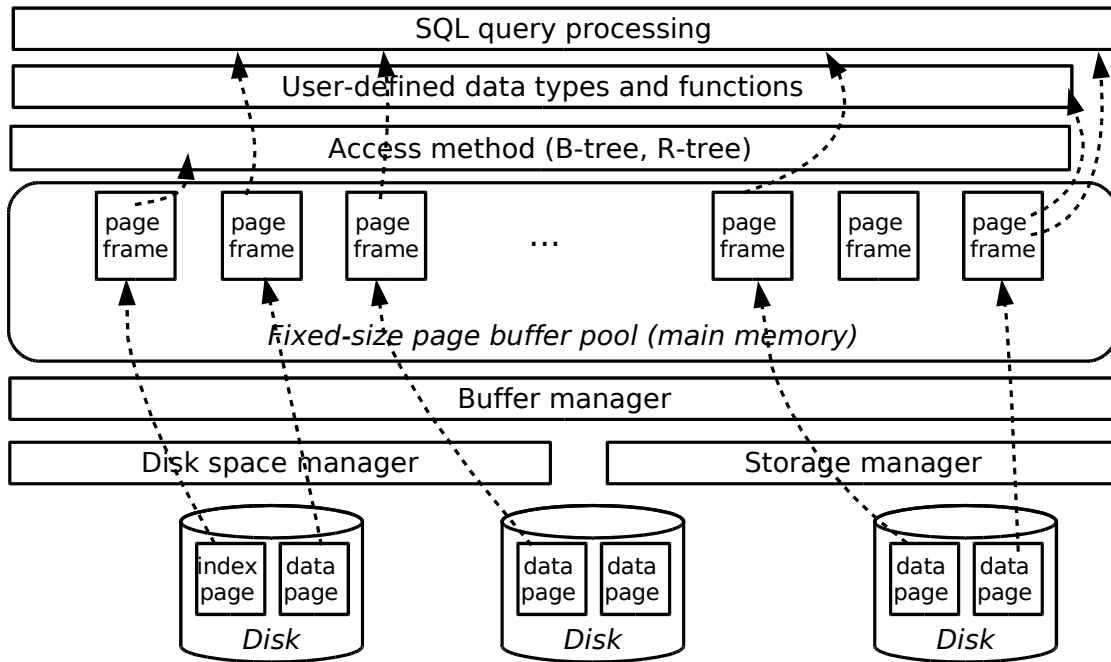 SQL query processing
User-defined data types and functions
Access method (B-tree, R-tree)
page
frame
page
frame
page
frame
...
page
frame
page
frame
page
frame
Fixed-size page buffer pool (main memory)
Buffer manager
Disk space manager
Storage manager
index
page
data
page
Disk
data
page
data
page
Disk
data
page
data
page
Disk